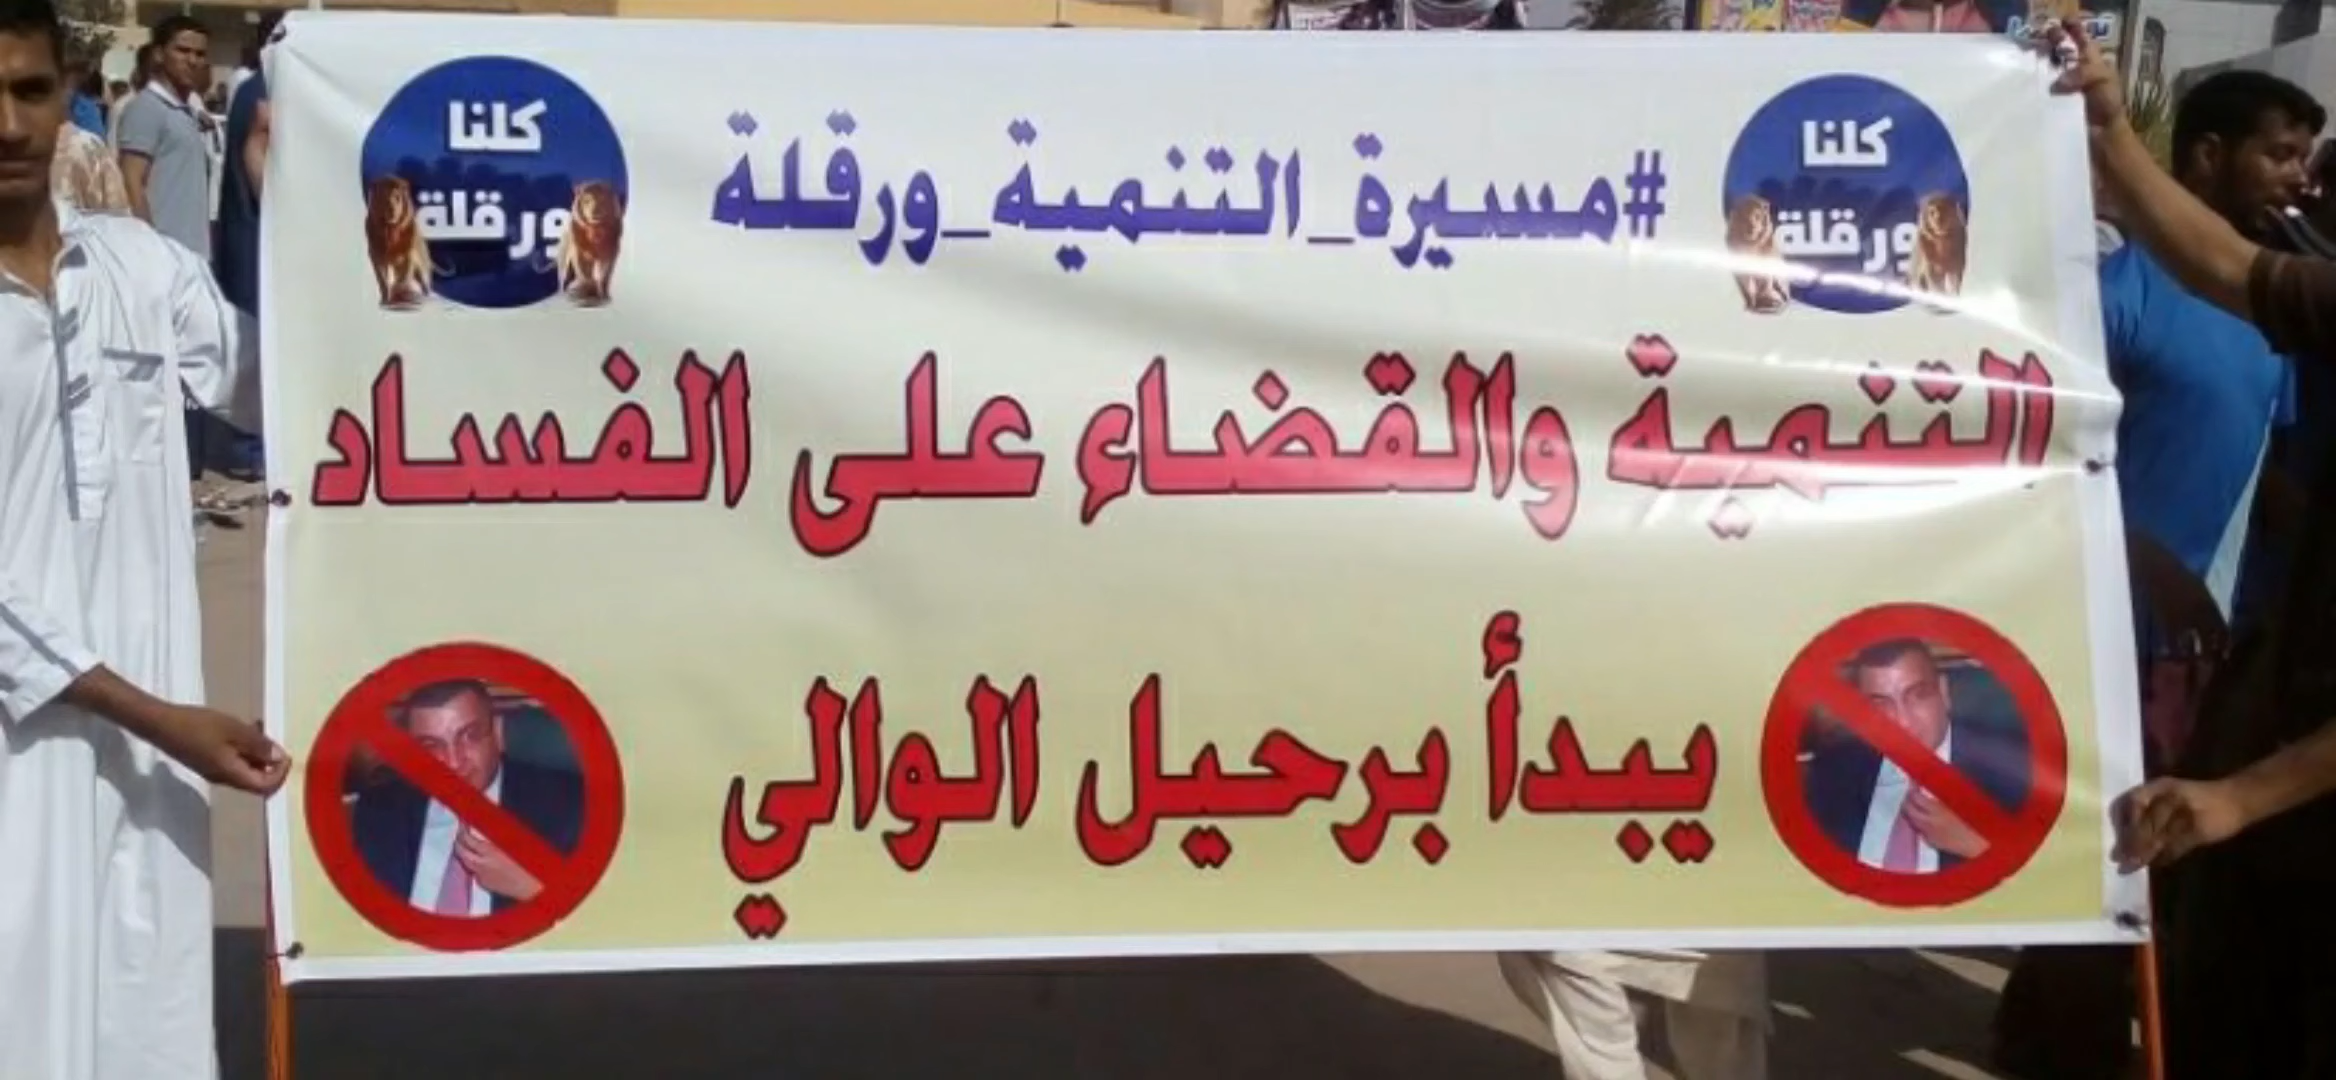 كلنا
ورقلة
#مسيرة_التنمية_ورقلة
كلنا
ورقلة
التنمية والقضاء على الفساد
يبدأ برحيل الوالي